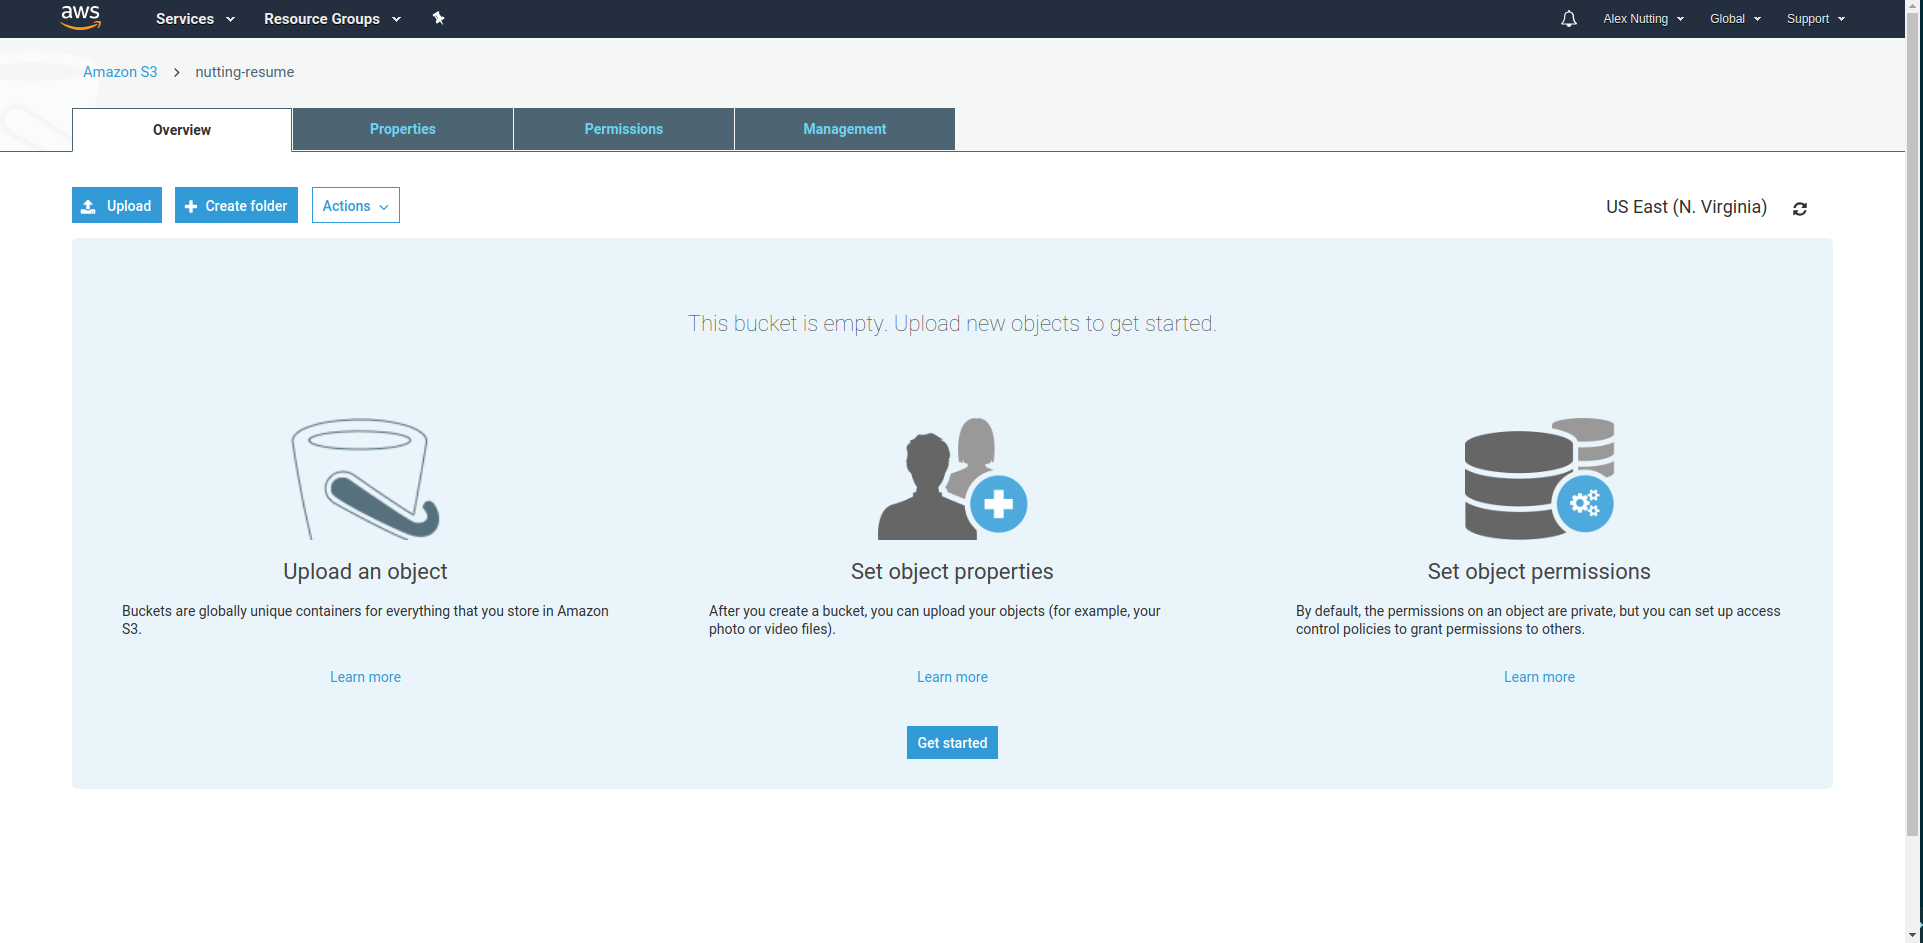 aws Services Resource Groups Alex Nutting Global Support
Amazon S3 > nutting-resume
Overview Properties Permissions Management
Upload Create folder Actions US East (N. Virginia)
This bucket is empty. Upload new objects to get started.
Upload an object
Buckets are globally unique containers for everything that you store in Amazon
S3.
Learn more
Set object properties
After you create a bucket, you can upload your objects (for example, your
photo or video files).
Learn more
Set object permissions
By default, the permissions on an object are private, but you can set up access
control policies to grant permissions to others.
Learn more
Get started